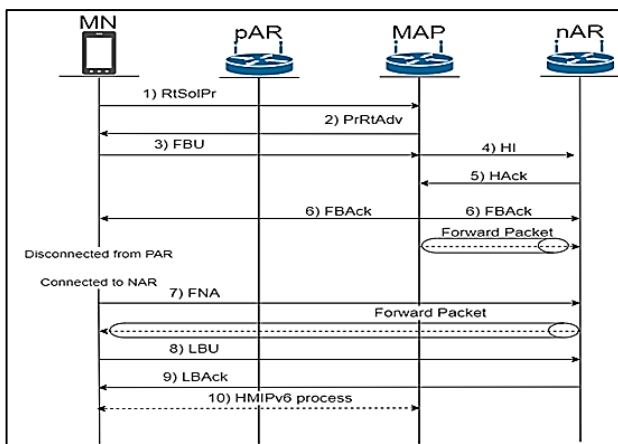 MN
pAR
MAP
nAR
1) RtSolPr
2) PrRtAdv
3) FBU
4) HI
5) HAck
6) FBAck
6) FBAck
Forward Packet
Disconnected from PAR
Connected to NAR
7) FNA
Forward Packet
8) LBU
9) LBAck
10) HMIPv6 process